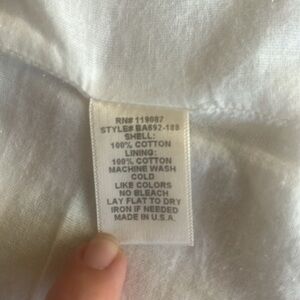 RN# 119087
STYLE# BA692-188
SHELL:
100% COTTON
LINING:
100% COTTON
MACHINE WASH
COLD
LIKE COLORS
NO BLEACH
LAY FLAT TO DRY
IRON IF NEEDED
MADE IN U.S.A.